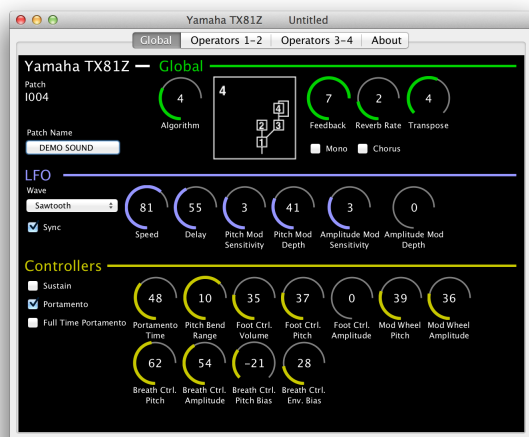 Yamaha TX81Z Untitled
Global Operators 1-2 Operators 3-4 About
Yamaha TX81Z — Global
Patch
I004
Patch Name
DEMO SOUND
4
Algorithm
4
4
2 3
1
7 2 4
Feedback Reverb Rate Transpose
Mono Chorus
LFO
Wave
Sawtooth
Sync
81 55 3 41 3 0
Speed Delay Pitch Mod Sensitivity Pitch Mod Depth Amplitude Mod Sensitivity Amplitude Mod Depth
Controllers
Sustain
Portamento
Full Time Portamento
48 10 35 37 0 39 36
Portamento Time Pitch Bend Range Foot Ctrl. Volume Foot Ctrl. Pitch Foot Ctrl. Amplitude Mod Wheel Pitch Mod Wheel Amplitude
62 54 -21 28
Breath Ctrl. Pitch Breath Ctrl. Amplitude Breath Ctrl. Pitch Bias Breath Ctrl. Env. Bias